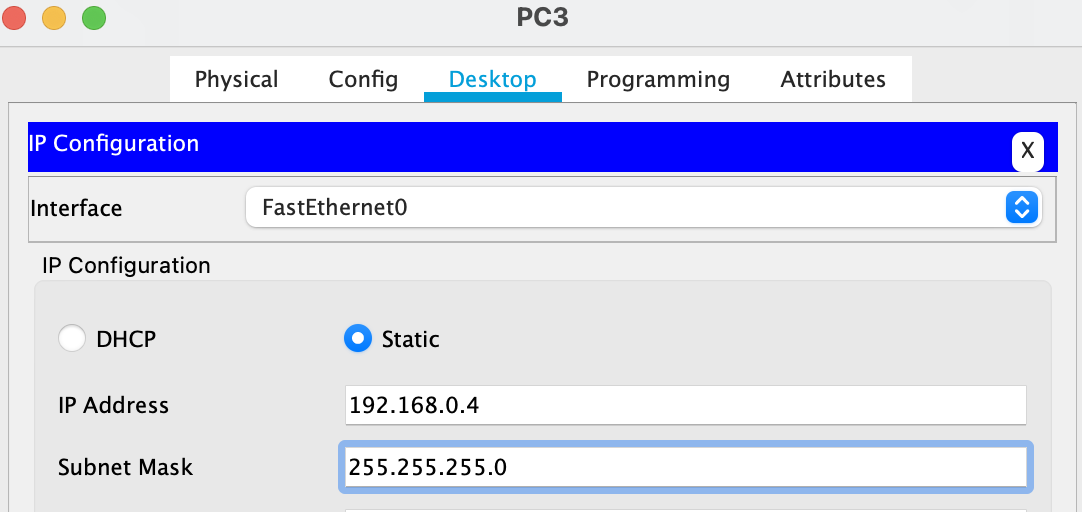 PC3
Physical Config Desktop Programming Attributes
IP Configuration X
Interface FastEthernet0
IP Configuration
DHCP Static
IP Address 192.168.0.4
Subnet Mask 255.255.255.0